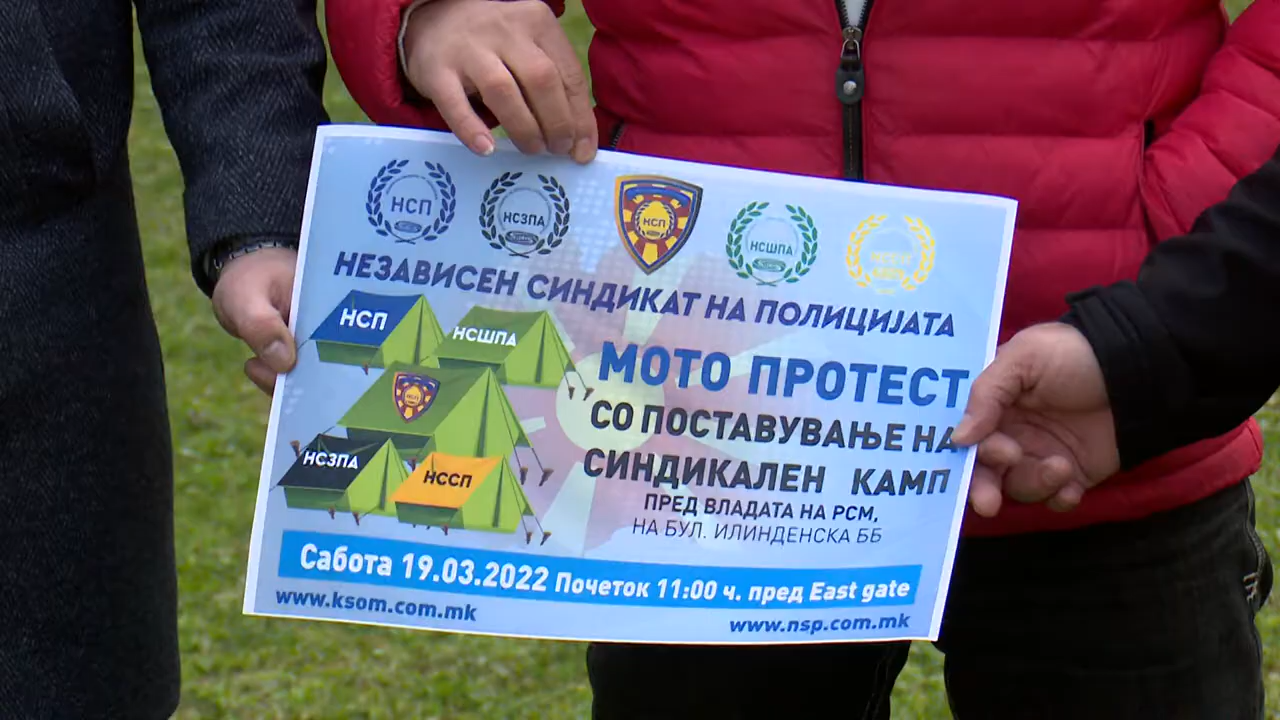 НСП
НСЗПА
НСП
НСШПА
НЕЗАВИСЕН СИНДИКАТ НА ПОЛИЦИЈАТА
НСП
НСШПА
НСЗПА
НССП
МОТО ПРОТЕСТ
СО ПОСТАВУВАЊЕ НА
СИНДИКАЛЕН КАМП
ПРЕД ВЛАДАТА НА РСМ,
НА БУЛ. ИЛИНДЕНСКА ББ
Сабота 19.03.2022 Почеток 11:00 ч. пред East gate
www.ksom.com.mk
www.nsp.com.mk